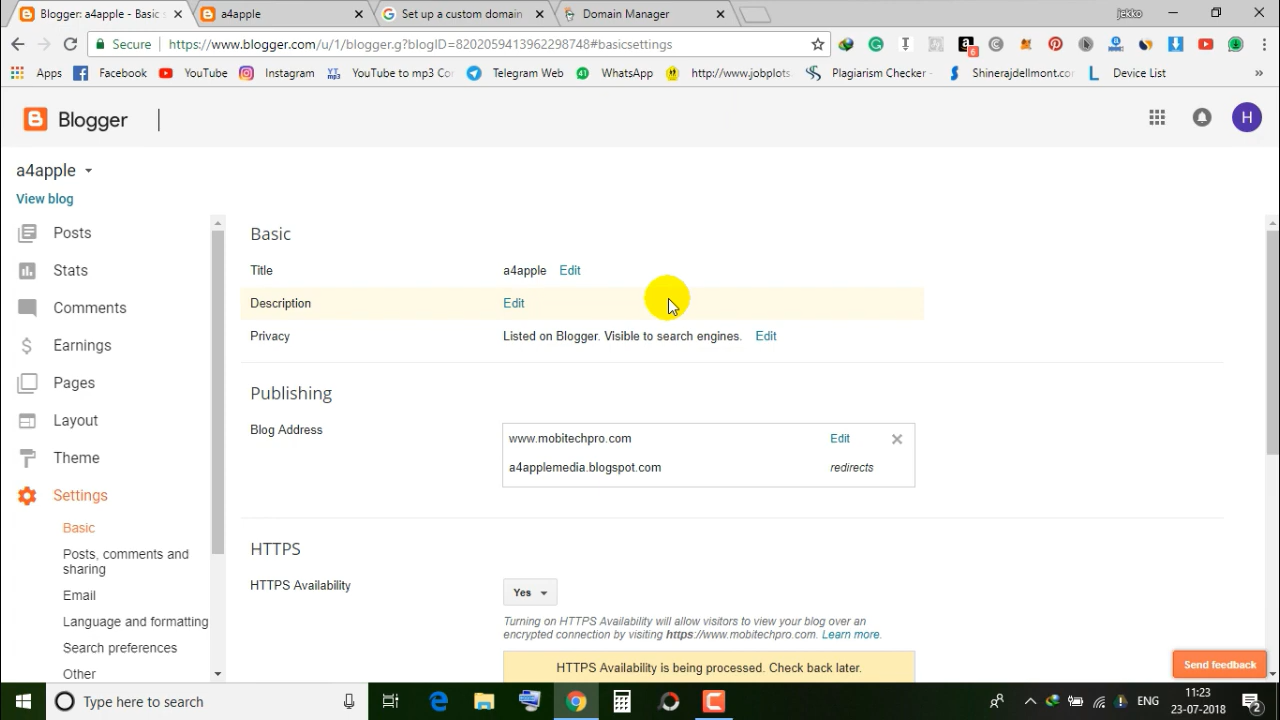 Blogger: a4apple - Basic s
a4apple
Set up a custom domain
Domain Manager
jekko
Secure
https://www.blogger.com/u/1/blogger.g?blogID=8202059413962298748#basicsettings
6
Apps
Facebook
YouTube
Instagram
YouTube to mp3 Cor
Telegram Web
41
WhatsApp
http://www.jobplots
Plagiarism Checker -
Shinerajdellmont.cor
Device List
»
Blogger
H
a4apple
View blog
Posts
Stats
Comments
Earnings
Pages
Layout
Theme
Settings
Basic
Posts, comments and
sharing
Email
Language and formatting
Search preferences
Other
Basic
Title
a4apple Edit
Description
Edit
Privacy
Listed on Blogger. Visible to search engines. Edit
Publishing
Blog Address
www.mobitechpro.com Edit
a4applemedia.blogspot.com redirects
HTTPS
HTTPS Availability
Yes
Turning on HTTPS Availability will allow visitors to view your blog over an
encrypted connection by visiting https://www.mobitechpro.com. Learn more.
HTTPS Availability is being processed. Check back later.
Send feedback
Type here to search
ENG
11:23
23-07-2018
2